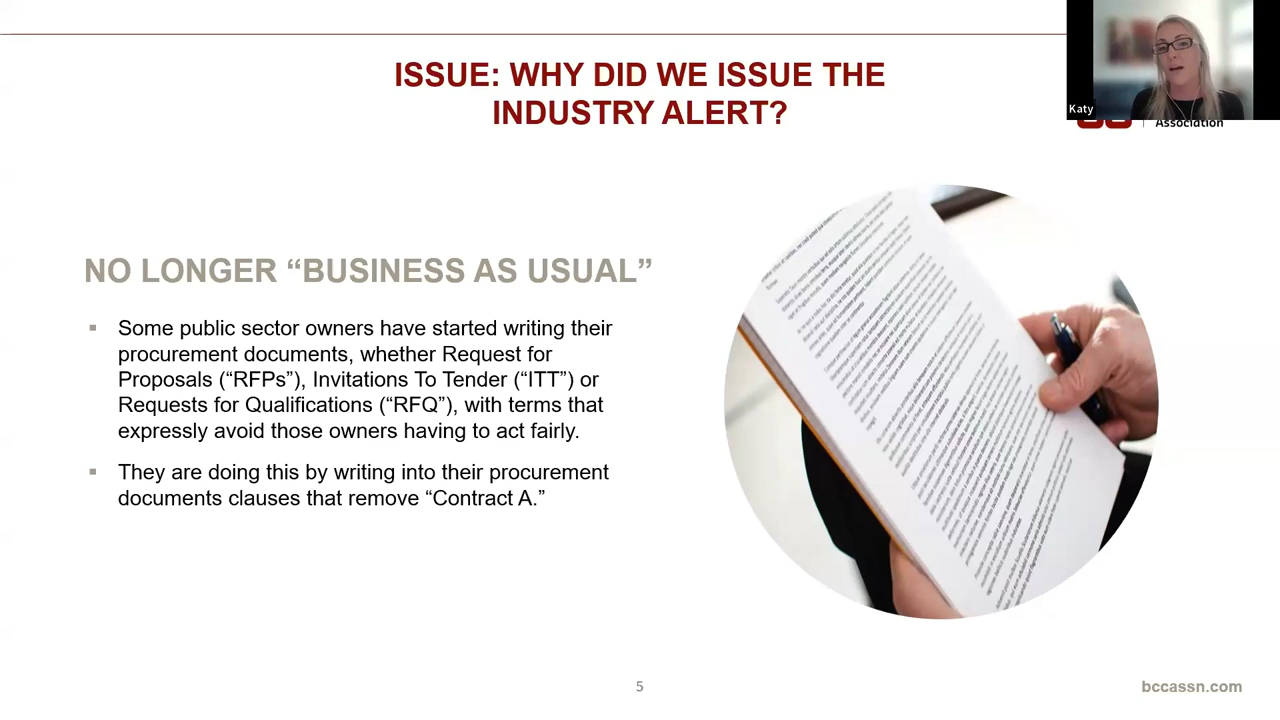 ISSUE: WHY DID WE ISSUE THE
INDUSTRY ALERT?
Katy
Association
NO LONGER “BUSINESS AS USUAL”
▪ Some public sector owners have started writing their
procurement documents, whether Request for
Proposals (“RFPs”), Invitations To Tender (“ITT”) or
Requests for Qualifications (“RFQ”), with terms that
expressly avoid those owners having to act fairly.
▪ They are doing this by writing into their procurement
documents clauses that remove “Contract A.”
5
bccassn.com